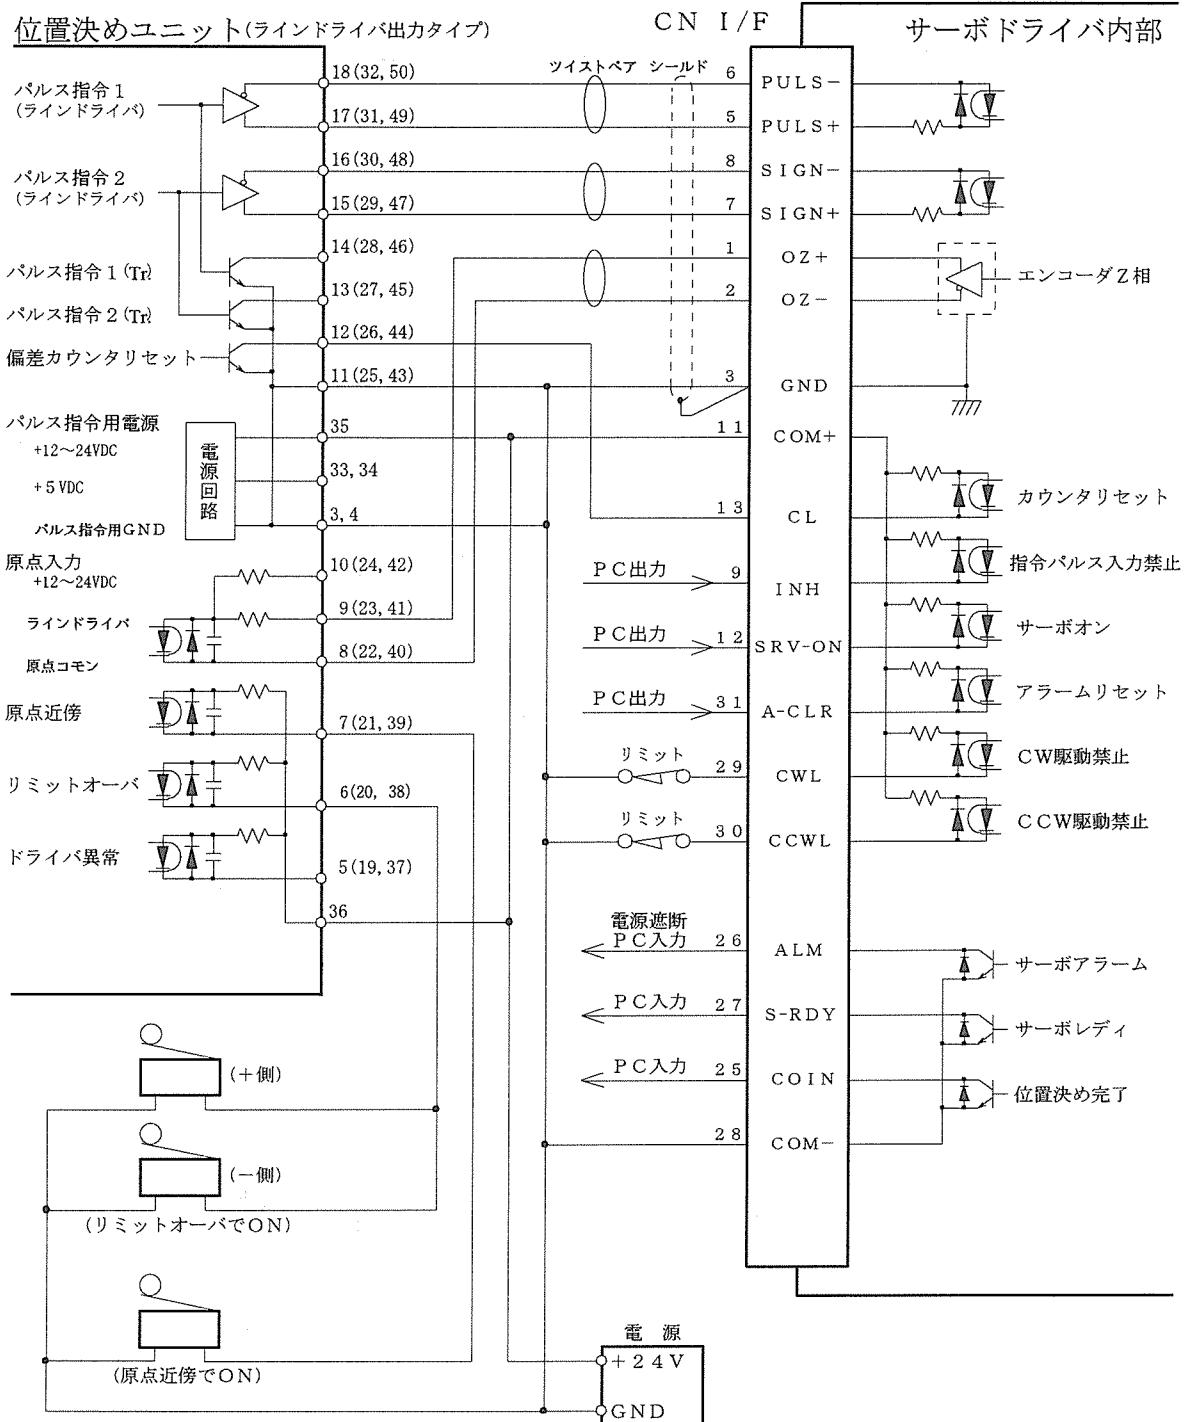 位置決めユニット(ラインドライバ出力タイプ)
CN I/F
サーボドライバ内部
パルス指令1
(ラインドライバ)
18(32, 50)
17(31, 49)
ツイストペア シールド
6 PULS－
5 PULS+
パルス指令2
(ラインドライバ)
16(30, 48)
15(29, 47)
8 SIGN－
7 SIGN+
パルス指令1(Tr)
14(28, 46)
1 OZ+
エンコーダZ相
パルス指令2(Tr)
13(27, 45)
2 OZ－
偏差カウンタリセット
12(26, 44)
11(25, 43)
3 GND
パルス指令用電源
+12～24VDC
+5VDC
パルス指令用GND
電源回路
35
33, 34
3, 4
11 COM+
13 CL
カウンタリセット
原点入力
+12～24VDC
ラインドライバ
原点コモン
10(24, 42)
9(23, 41)
8(22, 40)
PC出力 9 INH
指令パルス入力禁止
PC出力 12 SRV-ON
サーボオン
原点近傍
7(21, 39)
PC出力 31 A-CLR
アラームリセット
リミットオーバ
6(20, 38)
リミット 29 CWL
CW駆動禁止
リミット 30 CCWL
CCW駆動禁止
ドライバ異常
5(19, 37)
36
電源遮断
PC入力 26 ALM
サーボアラーム
PC入力 27 S-RDY
サーボレディ
PC入力 25 COIN
位置決め完了
28 COM－
(＋側)
(－側)
(リミットオーバでON)
(原点近傍でON)
電 源
+24V
GND